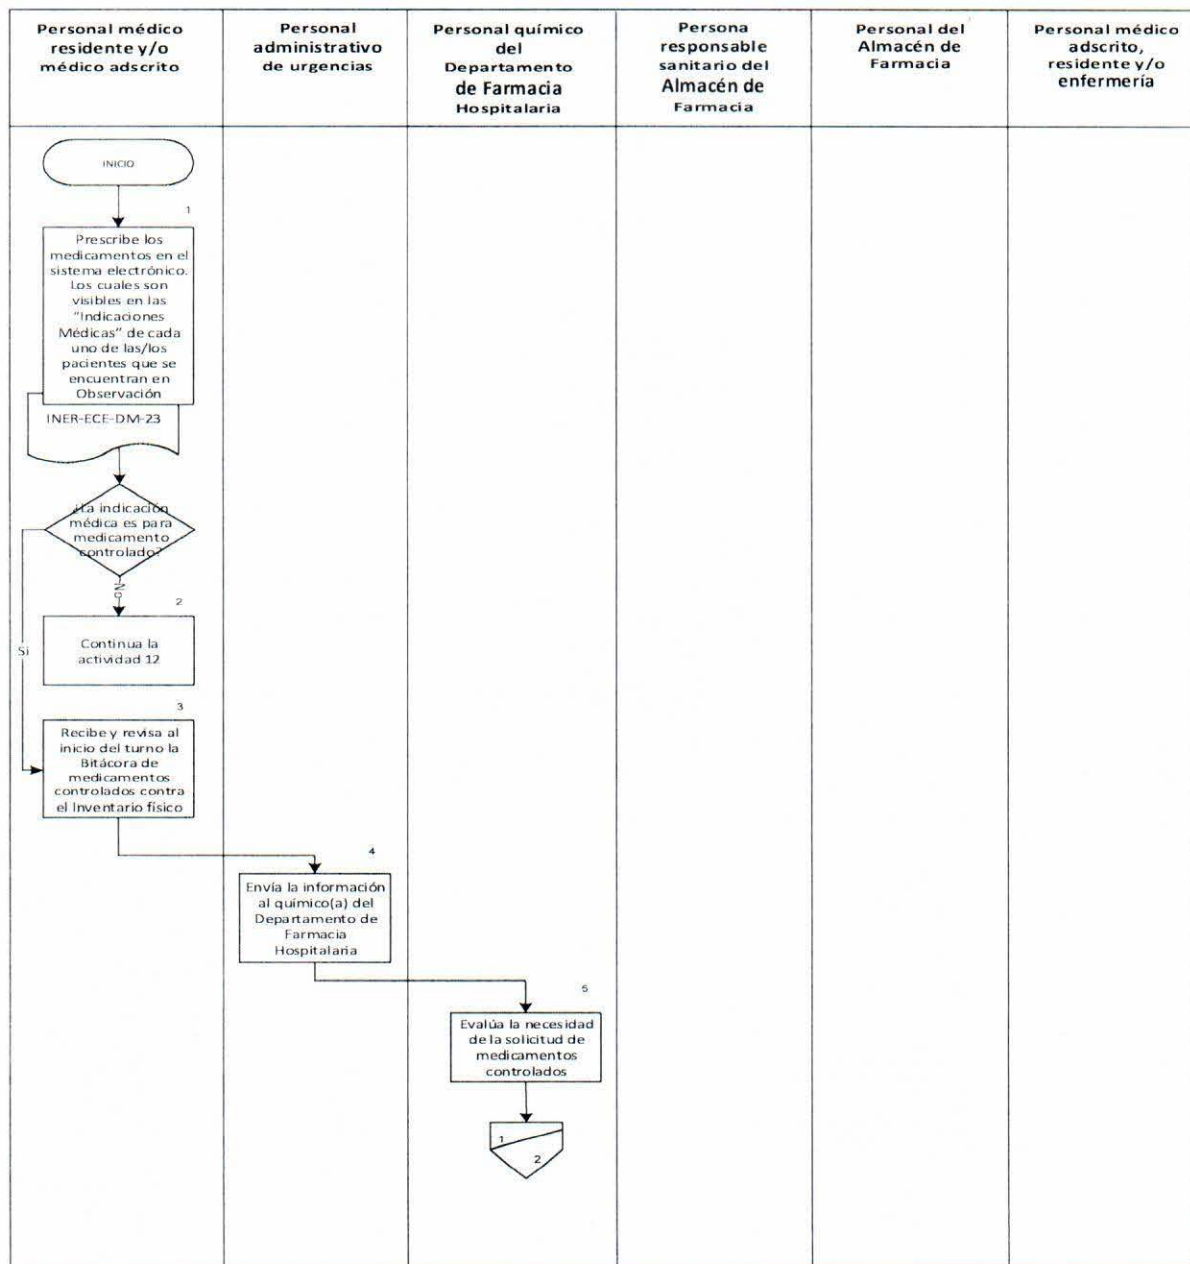 Personal médico
residente y/o
médico adscrito
Personal
administrativo
de urgencias
Personal químico
del
Departamento
de Farmacia
Hospitalaria
Persona
responsable
sanitario del
Almacén de
Farmacia
Personal del
Almacén de
Farmacia
Personal médico
adscrito,
residente y/o
enfermería
INICIO
1
Prescribe los
medicamentos en el
sistema electrónico.
Los cuales son
visibles en las
"Indicaciones
Médicas" de cada
uno de las/los
pacientes que se
encuentran en
Observación
INER-ECE-DM-23
¿La indicación
médica es para
medicamento
controlado?
No
2
Continua la
actividad 12
Si
3
Recibe y revisa al
inicio del turno la
Bitácora de
medicamentos
controlados contra
el Inventario físico
4
Envía la información
al químico(a) del
Departamento de
Farmacia
Hospitalaria
5
Evalúa la necesidad
de la solicitud de
medicamentos
controlados
1
2